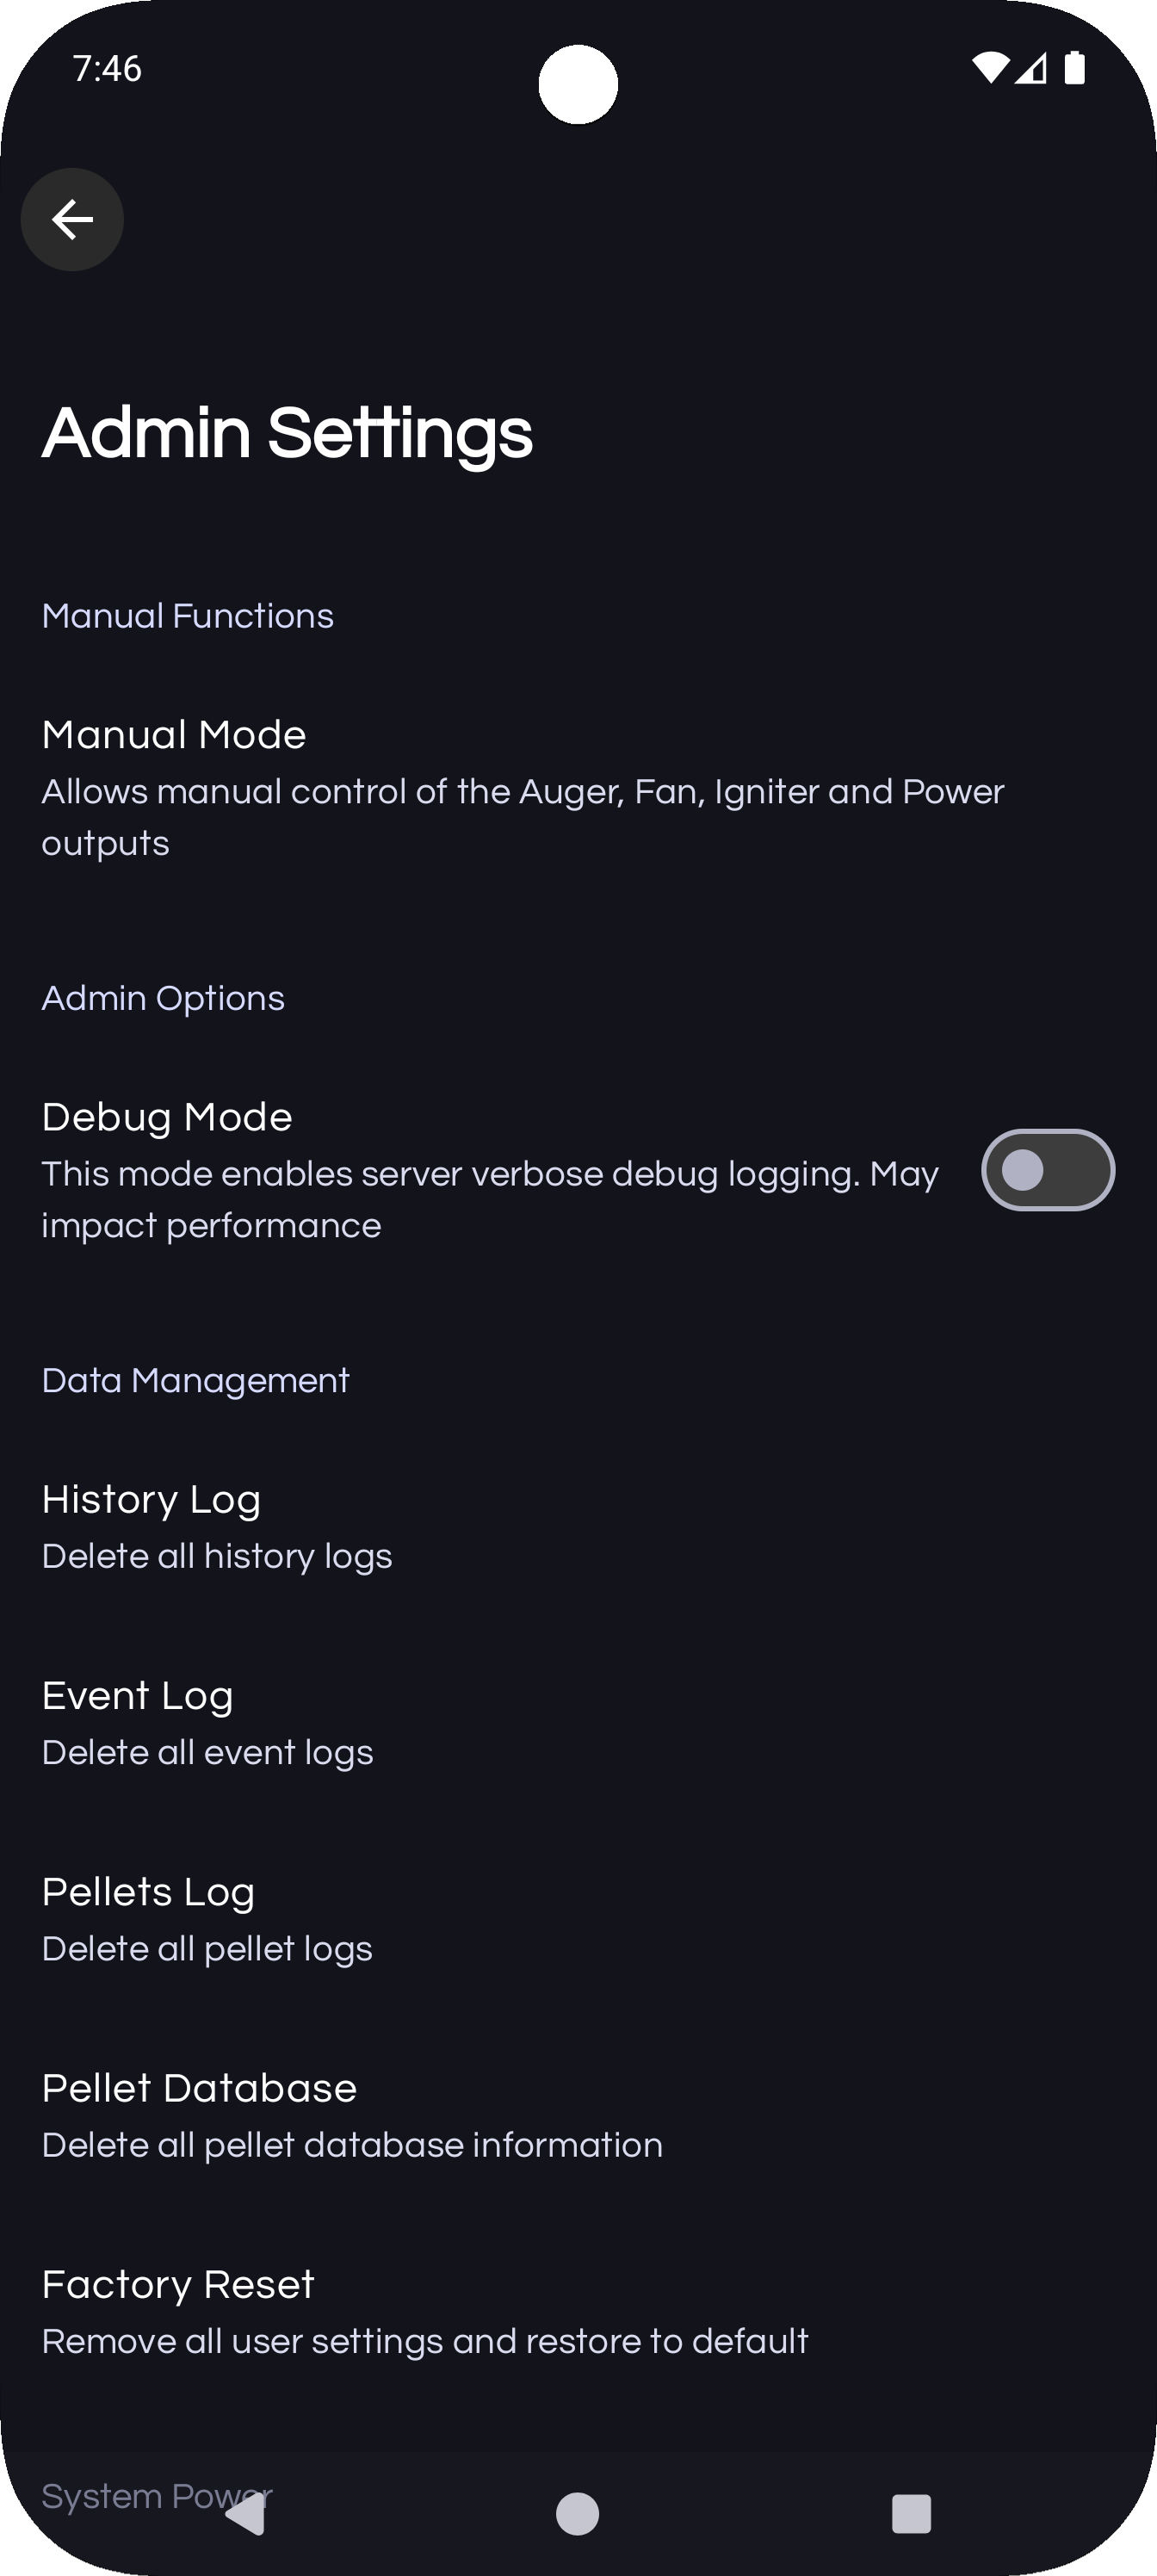 7:46
Admin Settings
Manual Functions
Manual Mode
Allows manual control of the Auger, Fan, Igniter and Power
outputs
Admin Options
Debug Mode
This mode enables server verbose debug logging. May
impact performance
Data Management
History Log
Delete all history logs
Event Log
Delete all event logs
Pellets Log
Delete all pellet logs
Pellet Database
Delete all pellet database information
Factory Reset
Remove all user settings and restore to default
System Power